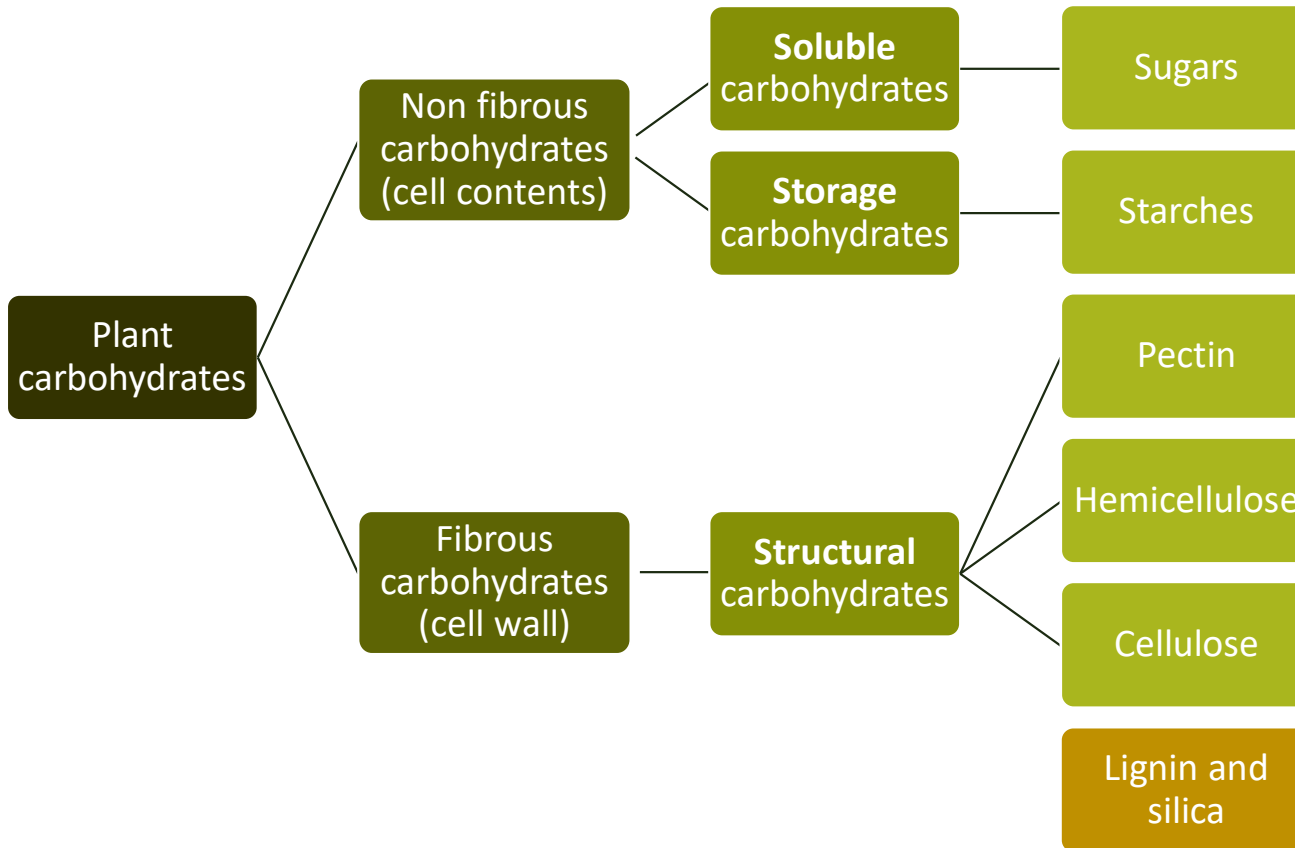 Plant
carbohydrates
Non fibrous
carbohydrates
(cell contents)
Fibrous
carbohydrates
(cell wall)
Soluble
carbohydrates
Storage
carbohydrates
Structural
carbohydrates
Sugars
Starches
Pectin
Hemicellulose
Cellulose
Lignin and
silica